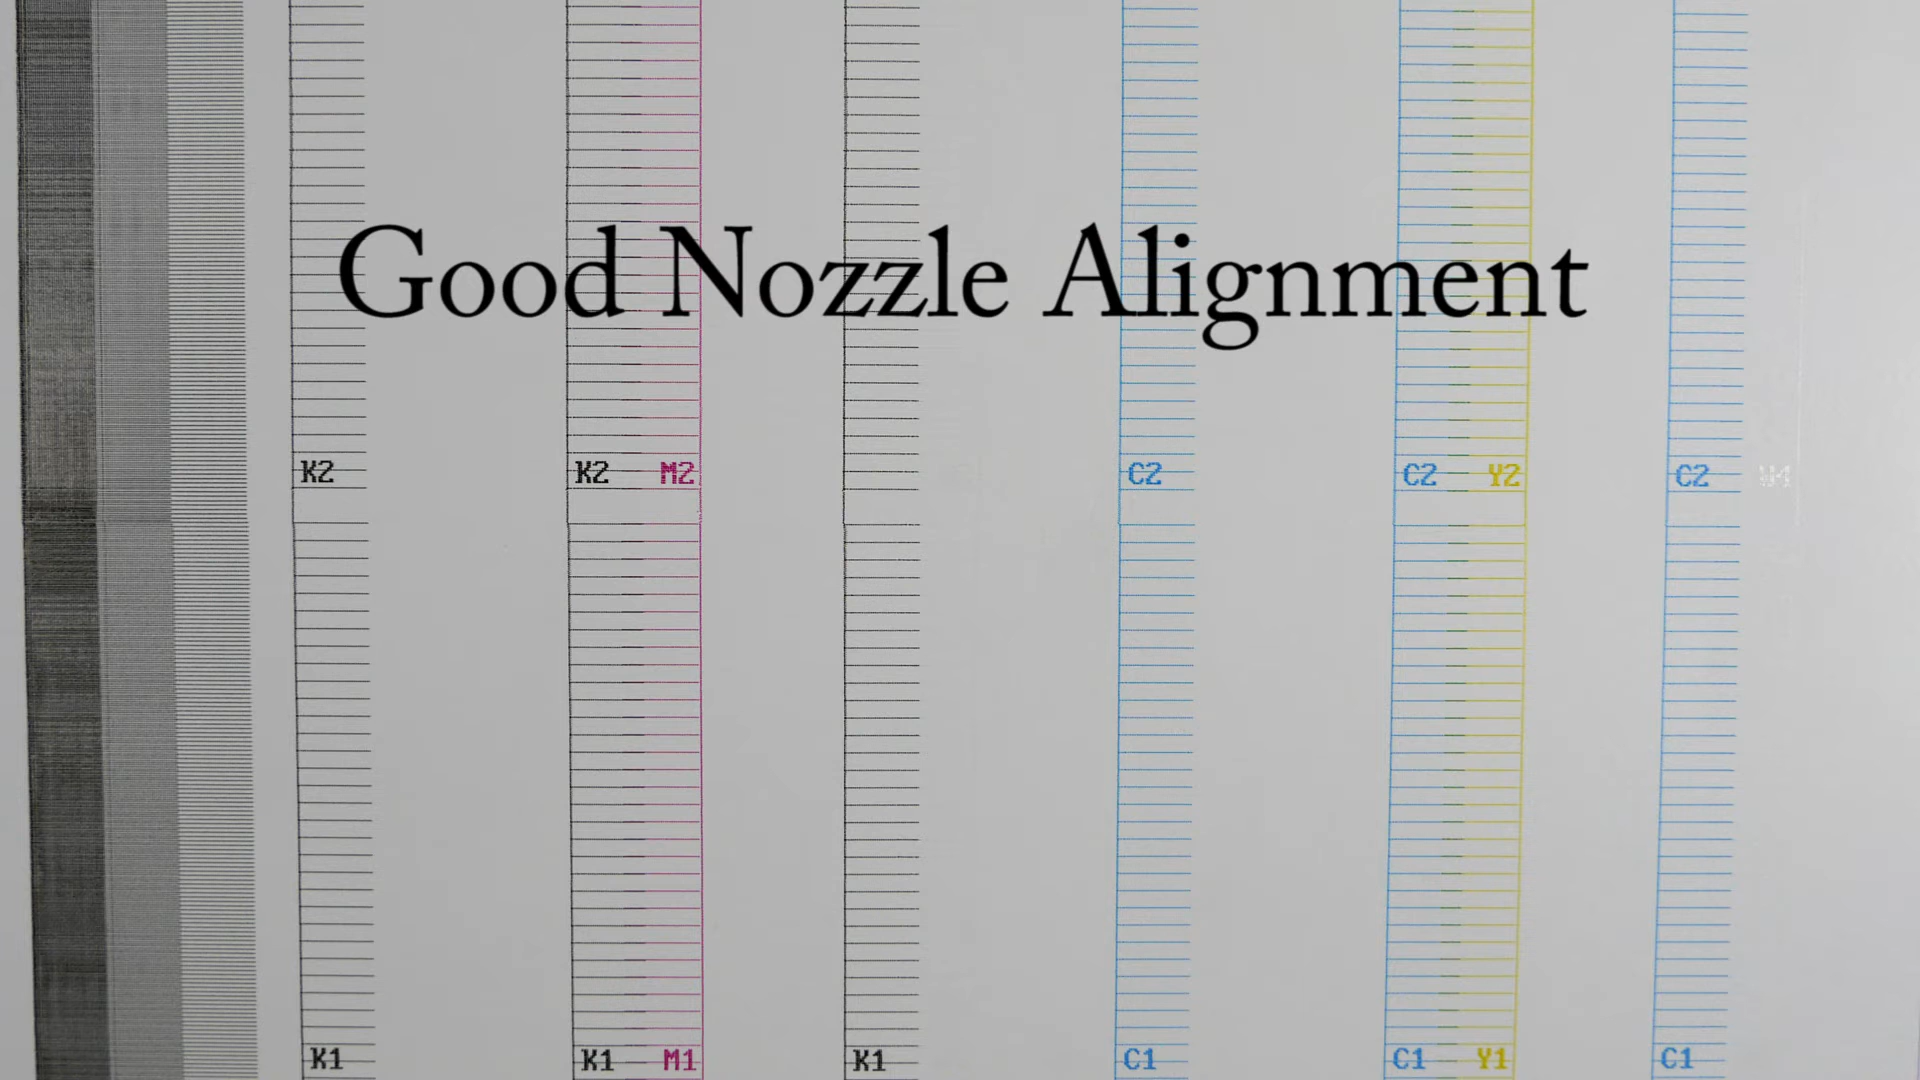 Good Nozzle Alignment
K2 K2 M2 C2 C2 Y2 C2
K1 K1 M1 K1 C1 C1 Y1 C1